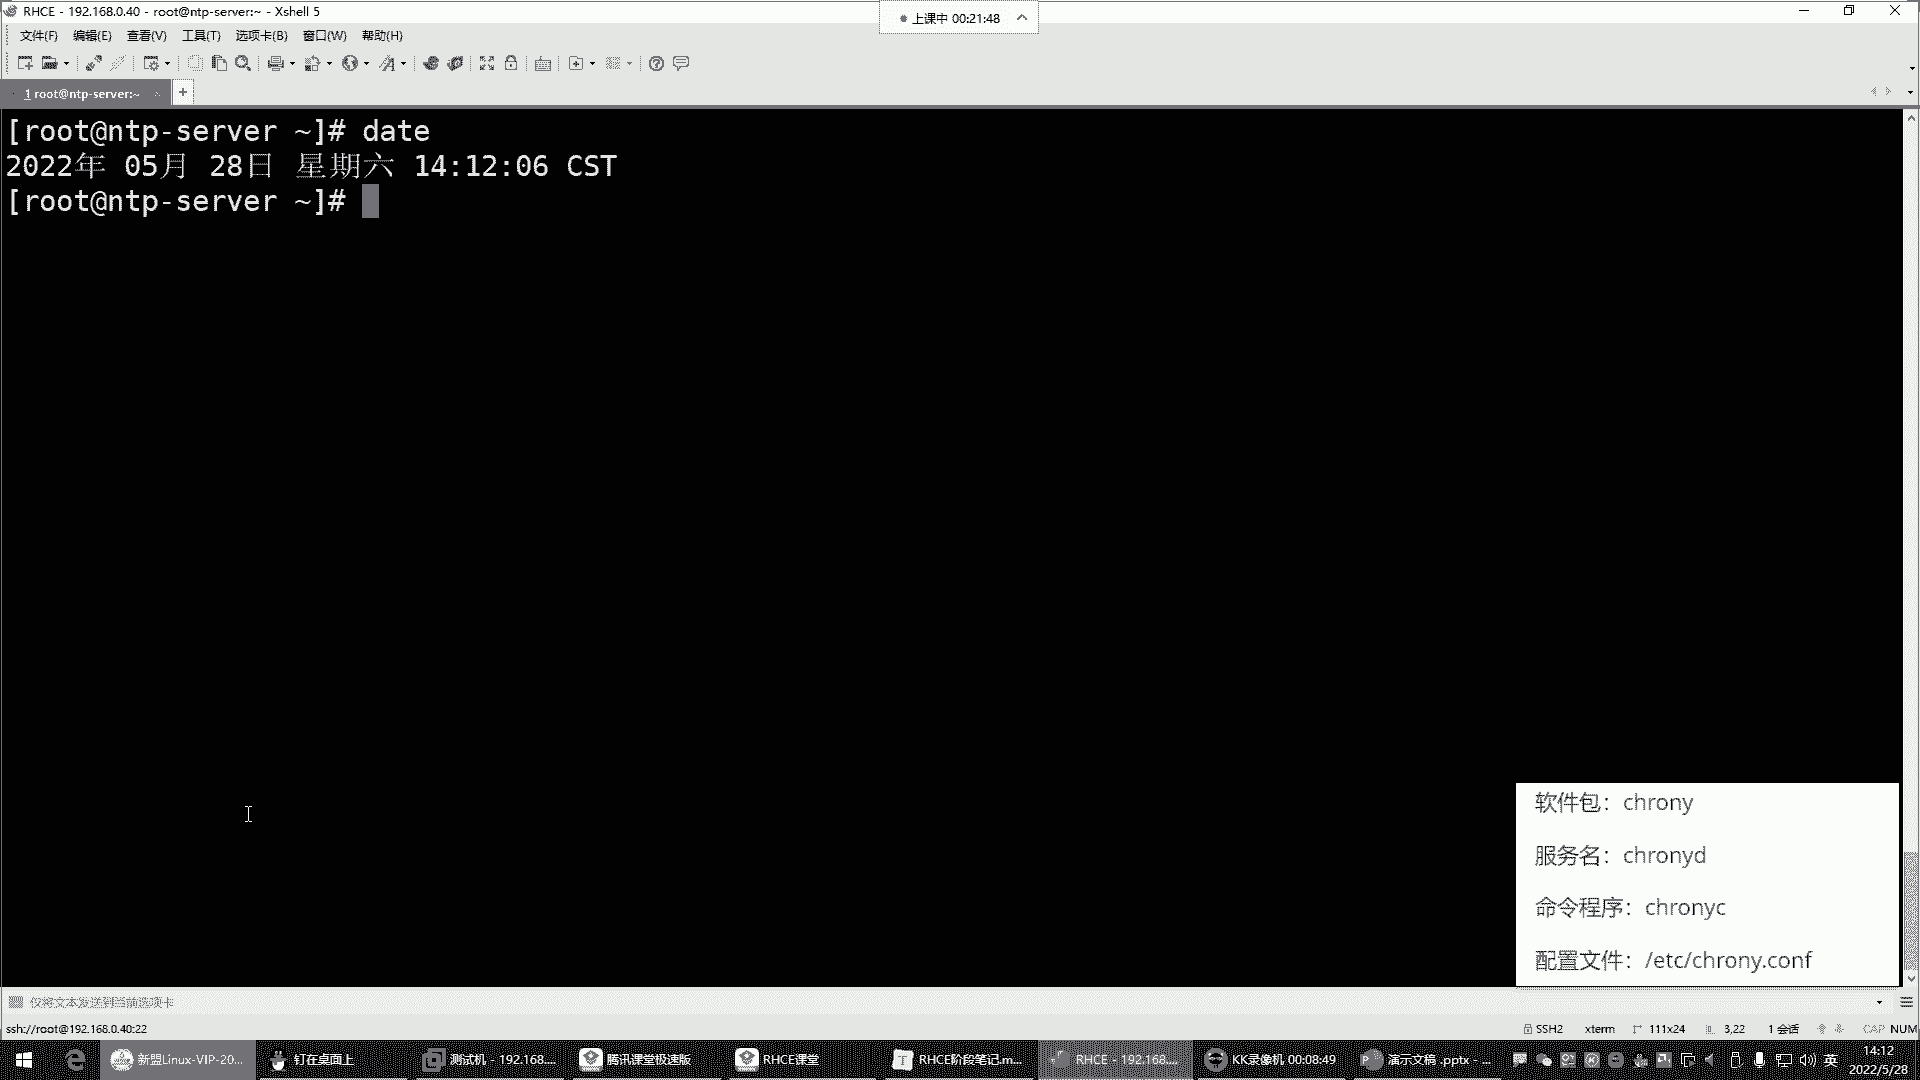 RHCE - 192.168.0.40 - root@ntp-server:~ - Xshell 5
上课中 00:21:48
文件(F) 编辑(E) 查看(V) 工具(T) 选项卡(B) 窗口(W) 帮助(H)
1 root@ntp-server:~
[root@ntp-server ~]# date
2022年 05月 28日 星期六 14:12:06 CST
[root@ntp-server ~]#
软件包：chrony
服务名：chronyd
命令程序：chronyc
配置文件：/etc/chrony.conf
仅将文本发送到当前选项卡
ssh://root@192.168.0.40:22 SSH2 xterm 111x24 3,22 1 会话 CAP NUM
新盟Linux-VIP-20... 钉在桌面上 测试机 - 192.168.... 腾讯课堂极速版 RHCE课堂 RHCE阶段笔记.m... RHCE - 192.168.... KK录像机 00:08:49 演示文稿 .pptx - ... 英 14:12
2022/5/28